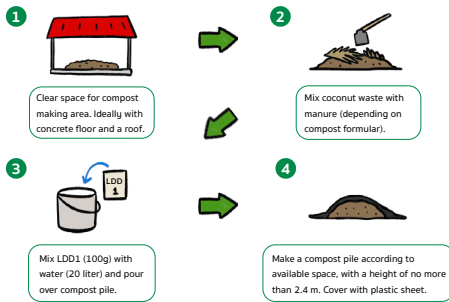 1
2
Clear space for compost
making area. Ideally with
concrete floor and a roof.
Mix coconut waste with
manure (depending on
compost formular).
3
LDD
1
4
Mix LDD1 (100g) with
water (20 liter) and pour
over compost pile.
Make a compost pile according to
available space, with a height of no more
than 2.4 m. Cover with plastic sheet.